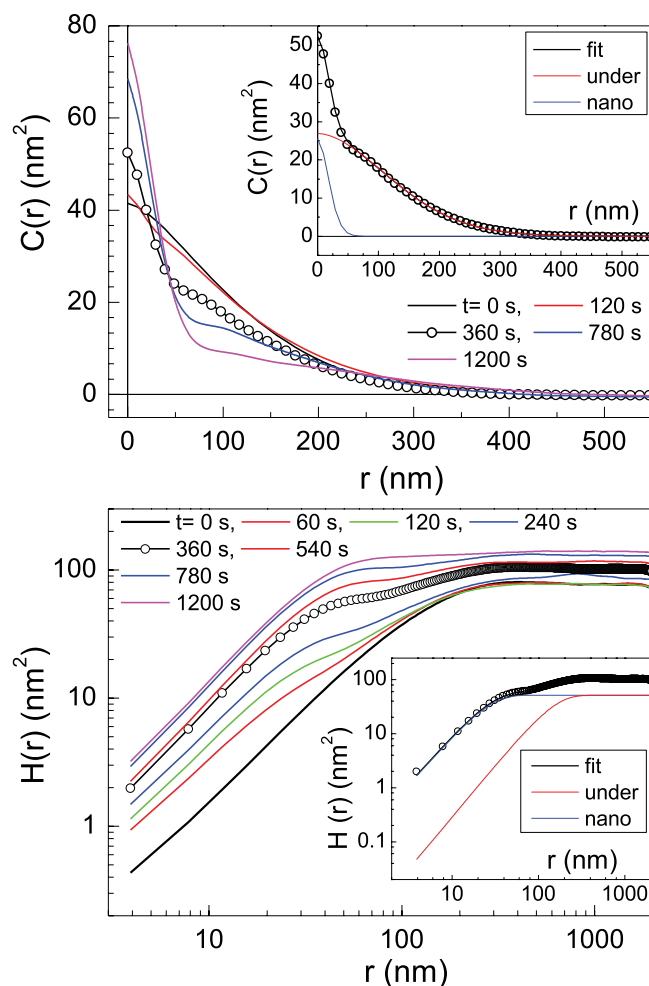 80
60
40
20
0
C(r) (nm²)
0 100 200 300 400 500
r (nm)
50
40
30
20
10
0
C(r) (nm²)
fit
under
nano
r (nm)
0 100 200 300 400 500
t= 0 s, 120 s
360 s, 780 s
1200 s
t= 0 s, 60 s, 120 s, 240 s
360 s, 540 s
780 s
1200 s
100
10
1
H(r) (nm²)
10 100 1000
r (nm)
100
10
1
0.1
H (r) (nm²)
fit
under
nano
r (nm)
10 100 1000